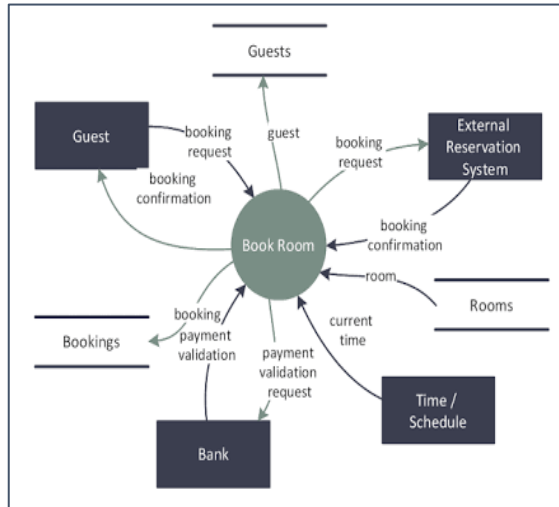 Guests
Guest
booking
request
guest
booking
request
External
Reservation
System
booking
confirmation
Book Room
booking
confirmation
room
Rooms
booking
payment
validation
current
time
Bookings
payment
validation
request
Time /
Schedule
Bank